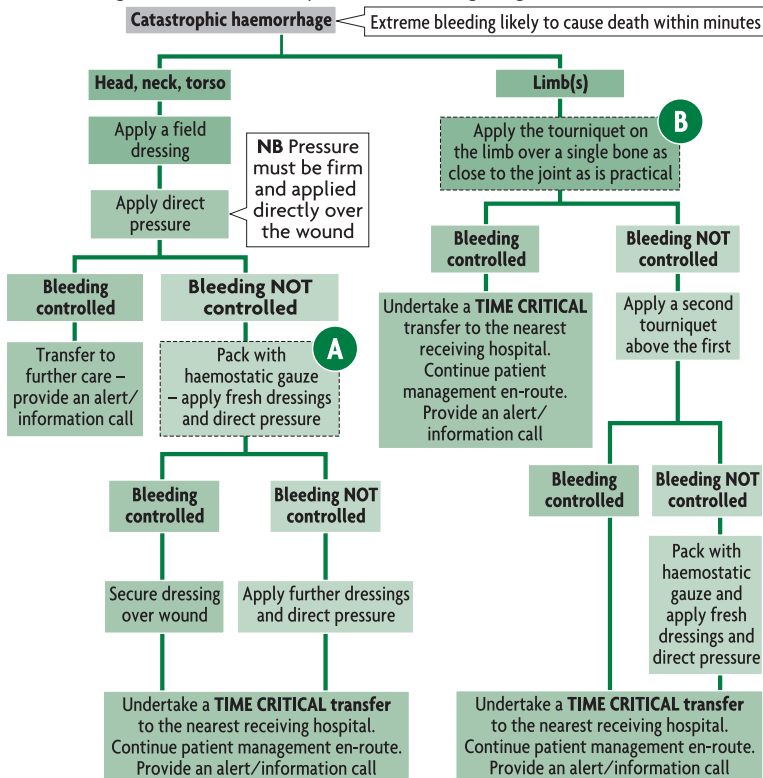 Catastrophic haemorrhage
Extreme bleeding likely to cause death within minutes
Head, neck, torso
Apply a field
dressing
NB Pressure
must be firm
and applied
directly over
the wound
Apply direct
pressure
Bleeding
controlled
Transfer to
further care –
provide an alert/
information call
Bleeding NOT
controlled
A
Pack with
haemostatic gauze
– apply fresh dressings
and direct pressure
Bleeding
controlled
Secure dressing
over wound
Bleeding NOT
controlled
Apply further dressings
and direct pressure
Undertake a TIME CRITICAL transfer
to the nearest receiving hospital.
Continue patient management en-route.
Provide an alert/information call
Limb(s)
B
Apply the tourniquet on
the limb over a single bone as
close to the joint as is practical
Bleeding
controlled
Undertake a TIME CRITICAL
transfer to the nearest
receiving hospital.
Continue patient
management en-route.
Provide an alert/
information call
Bleeding NOT
controlled
Apply a second
tourniquet
above the first
Bleeding
controlled
Bleeding NOT
controlled
Pack with
haemostatic
gauze and
apply fresh
dressings and
direct pressure
Undertake a TIME CRITICAL transfer
to the nearest receiving hospital.
Continue patient management en-route.
Provide an alert/information call